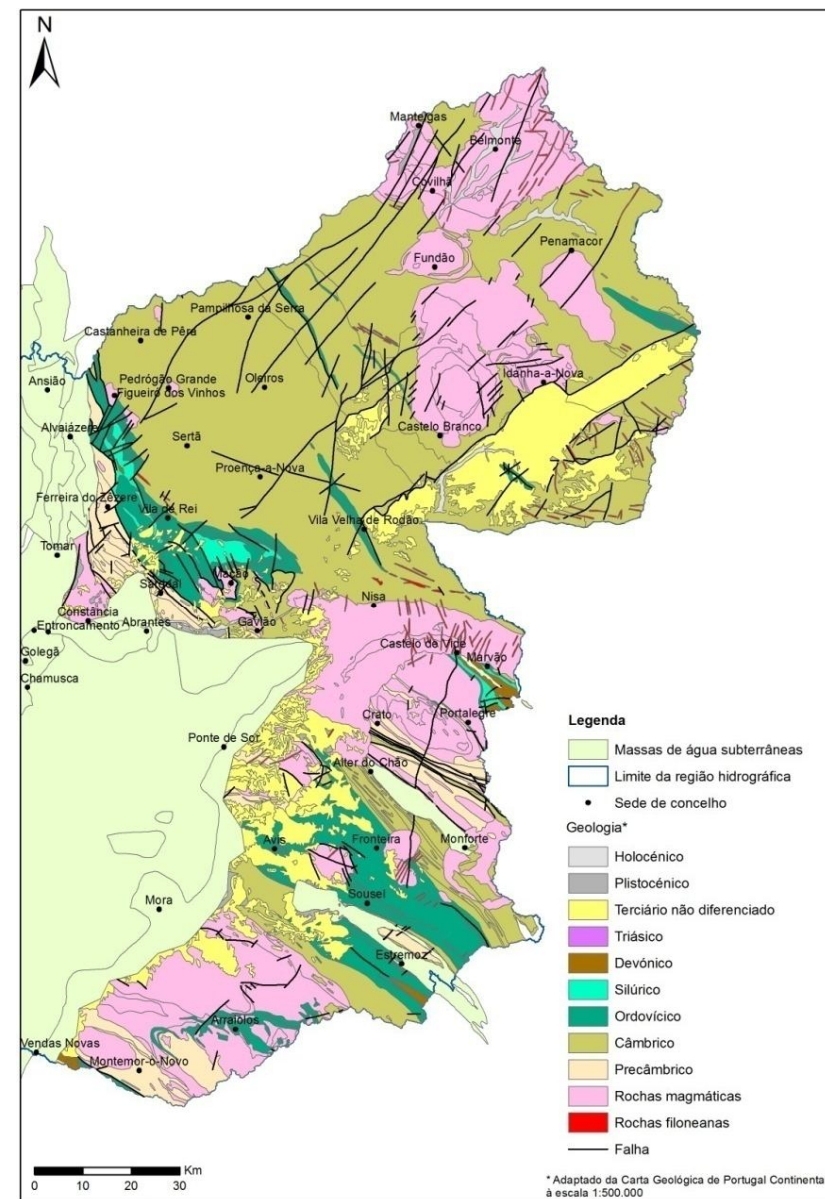 N
Manteigas
Belmonte
Covilhã
Penamacor
Fundão
Pampilhosa da Serra
Castanheira de Pêra
Ansião
Pedrógão Grande
Oleiros
Idanha-a-Nova
Figueiró dos Vinhos
Alvaiázere
Castelo Branco
Sertã
Proença-a-Nova
Ferreira do Zêzere
Vila de Rei
Vila Velha de Rodão
Tomar
Mação
Sardoal
Nisa
Constância
Entroncamento
Abrantes
Gavião
Golegã
Castelo de Vide
Marvão
Chamusca
Crato
Portalegre
Ponte de Sor
Alter do Chão
Avis
Fronteira
Monforte
Mora
Sousel
Estremoz
Arraiolos
Vendas Novas
Montemor-o-Novo
Legenda
Massas de água subterrâneas
Limite da região hidrográfica
Sede de concelho
Geologia*
Holocénico
Plistocénico
Terciário não diferenciado
Triásico
Devónico
Silúrico
Ordovícico
Câmbrico
Precâmbrico
Rochas magmáticas
Rochas filoneanas
Falha
Km
0 10 20 30
* Adaptado da Carta Geológica de Portugal Continenta
à escala 1:500.000